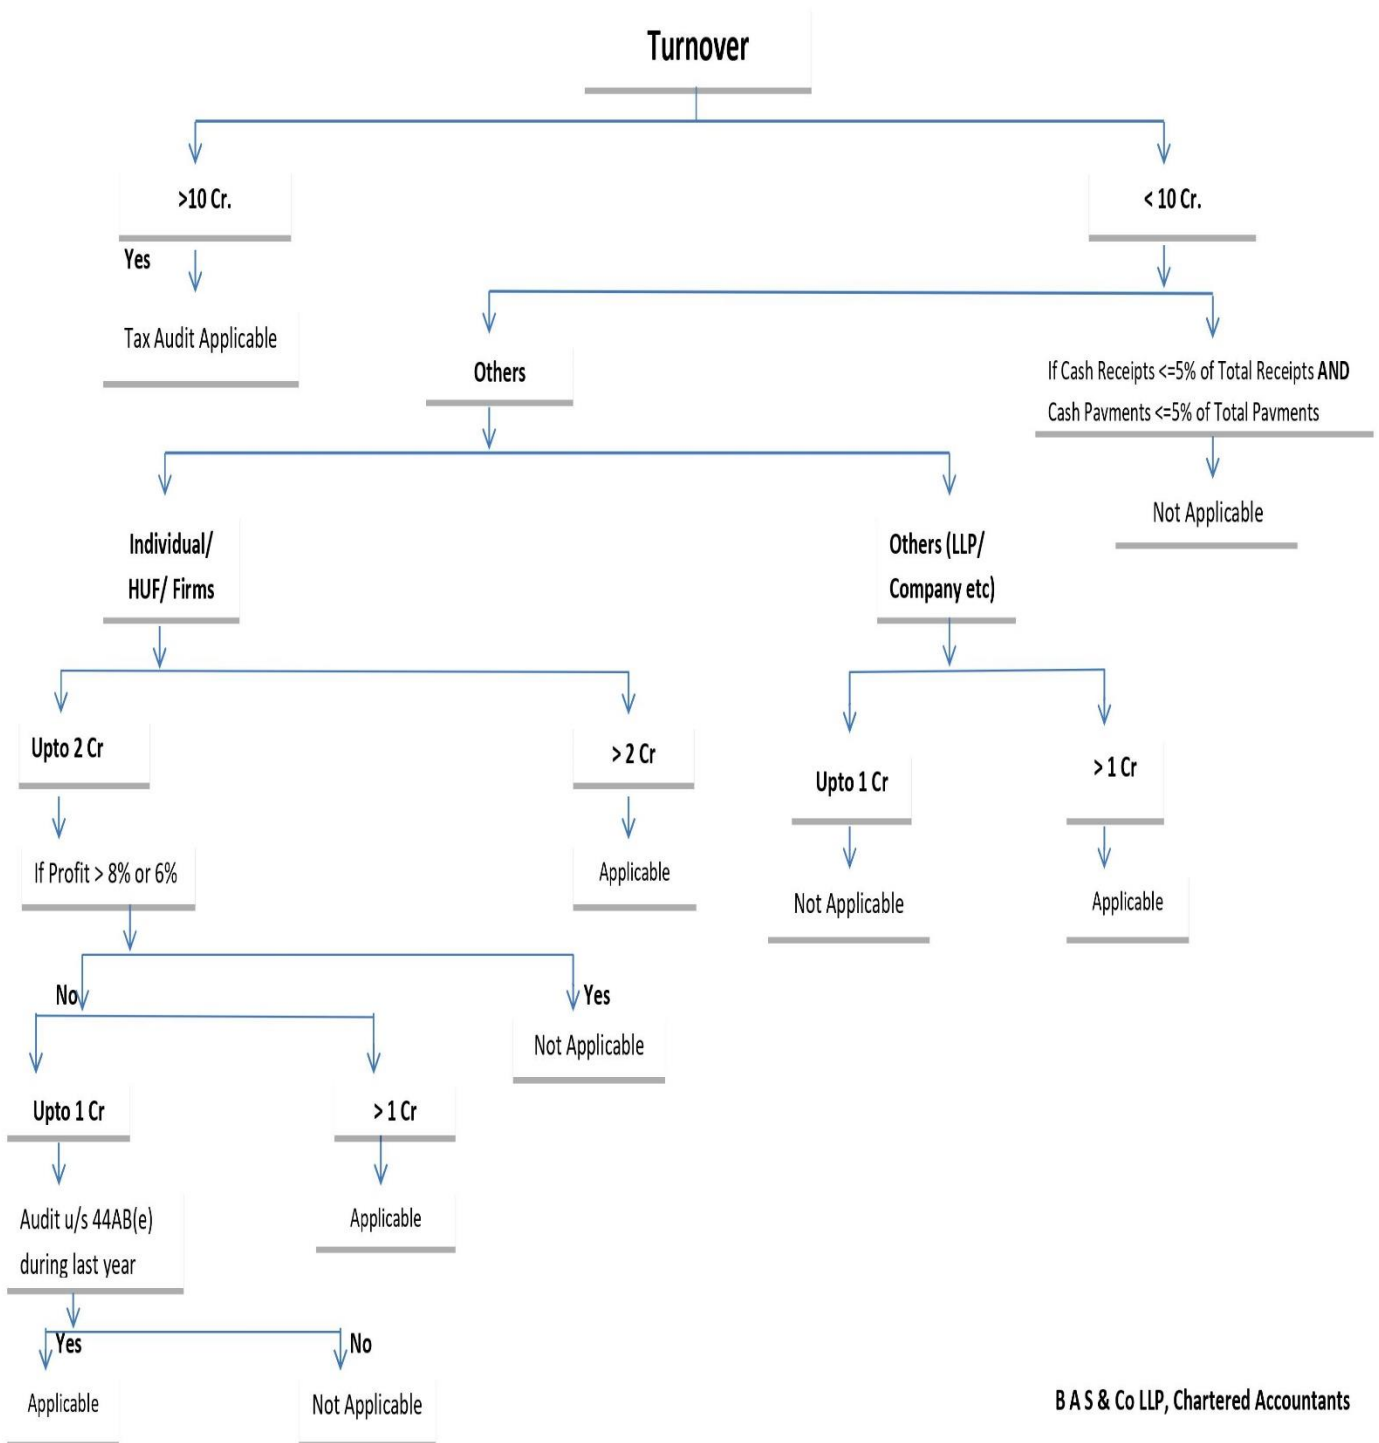 Turnover
>10 Cr.
< 10 Cr.
Yes
Tax Audit Applicable
Others
If Cash Receipts <=5% of Total Receipts AND
Cash Pavments <=5% of Total Pavments
Not Applicable
Individual/
HUF/ Firms
Others (LLP/
Company etc)
Upto 2 Cr
> 2 Cr
Upto 1 Cr
> 1 Cr
If Profit > 8% or 6%
Applicable
Not Applicable
Applicable
No
Yes
Not Applicable
Upto 1 Cr
> 1 Cr
Audit u/s 44AB(e)
during last year
Applicable
Yes
No
Applicable
Not Applicable
B A S & Co LLP, Chartered Accountants